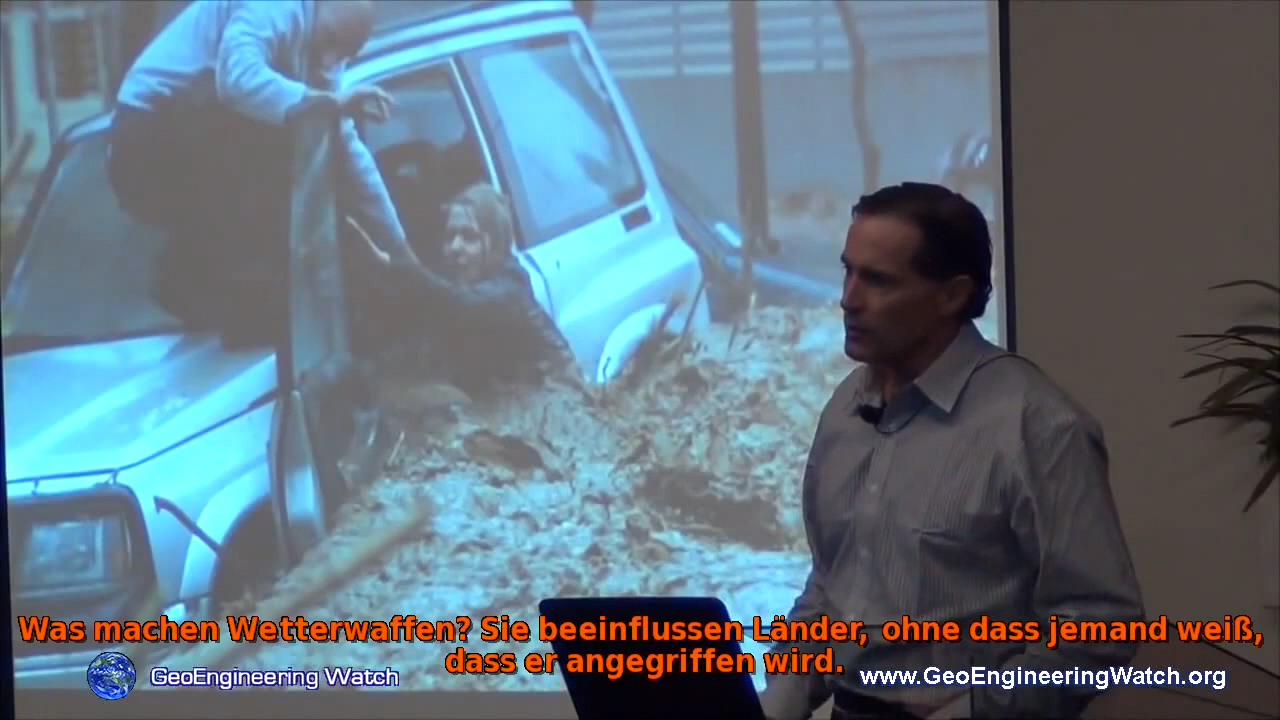 Was machen Wetterwaffen? Sie beeinflussen Länder, ohne dass jemand weiß,
dass er angegriffen wird.
GeoEngineering Watch
www.GeoEngineeringWatch.org